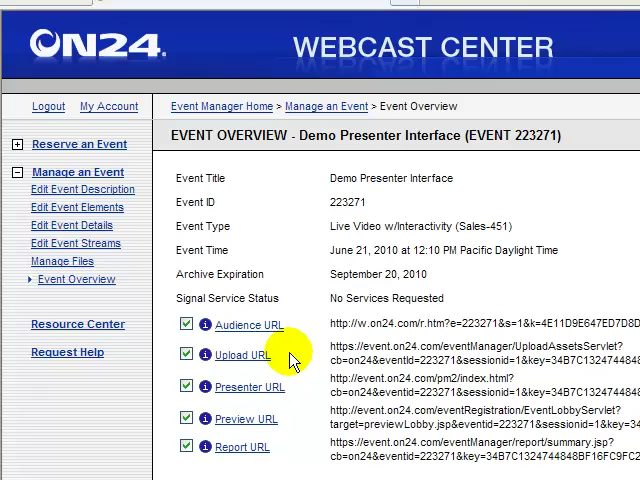 ON24.
WEBCAST CENTER
Logout My Account
Event Manager Home > Manage an Event > Event Overview
Reserve an Event
EVENT OVERVIEW - Demo Presenter Interface (EVENT 223271)
Manage an Event
Edit Event Description
Edit Event Elements
Edit Event Details
Edit Event Streams
Manage Files
Event Overview
Resource Center
Request Help
Event Title Demo Presenter Interface
Event ID 223271
Event Type Live Video w/Interactivity (Sales-451)
Event Time June 21, 2010 at 12:10 PM Pacific Daylight Time
Archive Expiration September 20, 2010
Signal Service Status No Services Requested
Audience URL http://w.on24.com/r.htm?e=223271&s=1&k=4E11D9E647ED7D8D
Upload URL https://event.on24.com/eventManager/UploadAssetsServlet?
cb=on24&eventid=223271&sessionid=1&key=34B7C1324744848
Presenter URL http://event.on24.com/pm2/index.html?
cb=on24&eventid=223271&sessionid=1&key=34B7C1324744848
Preview URL http://event.on24.com/eventRegistration/EventLobbyServlet?
target=previewLobby.jsp&eventid=223271&sessionid=1&key=
Report URL https://event.on24.com/eventManager/report/summary.jsp?
cb=on24&eventid=223271&key=34B7C1324744848BF16FC9FC2